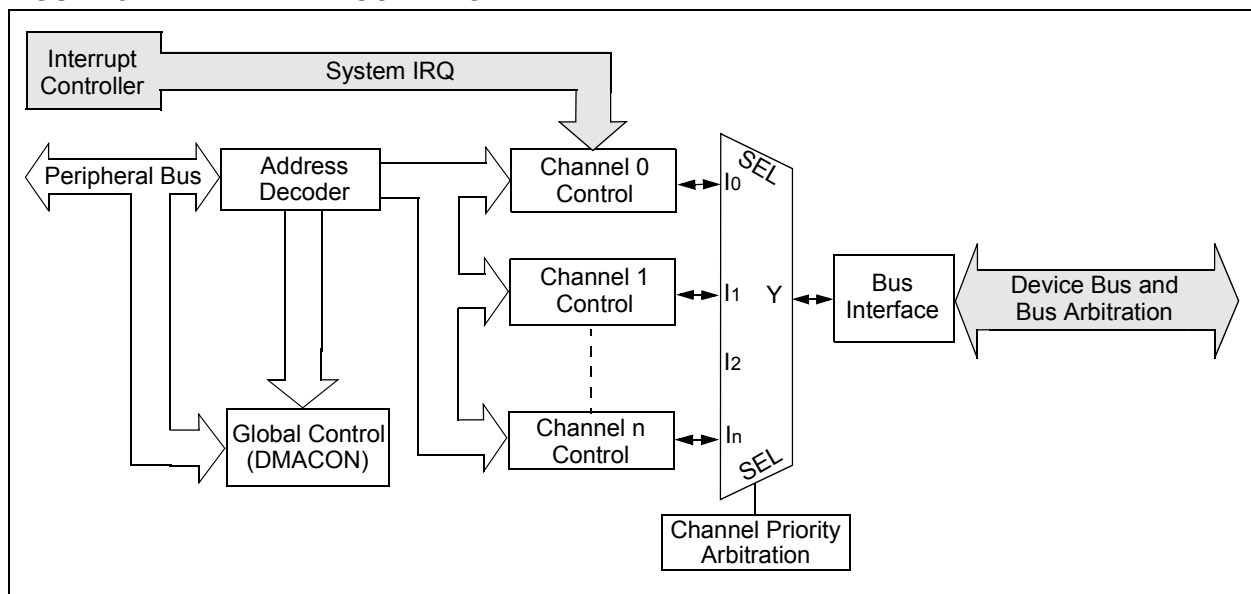 Interrupt
Controller
System IRQ
Peripheral Bus
Address
Decoder
Channel 0
Control
SEL
I0
Channel 1
Control
I1
Y
Bus
Interface
Device Bus and
Bus Arbitration
I2
Global Control
(DMACON)
Channel n
Control
In
SEL
Channel Priority
Arbitration